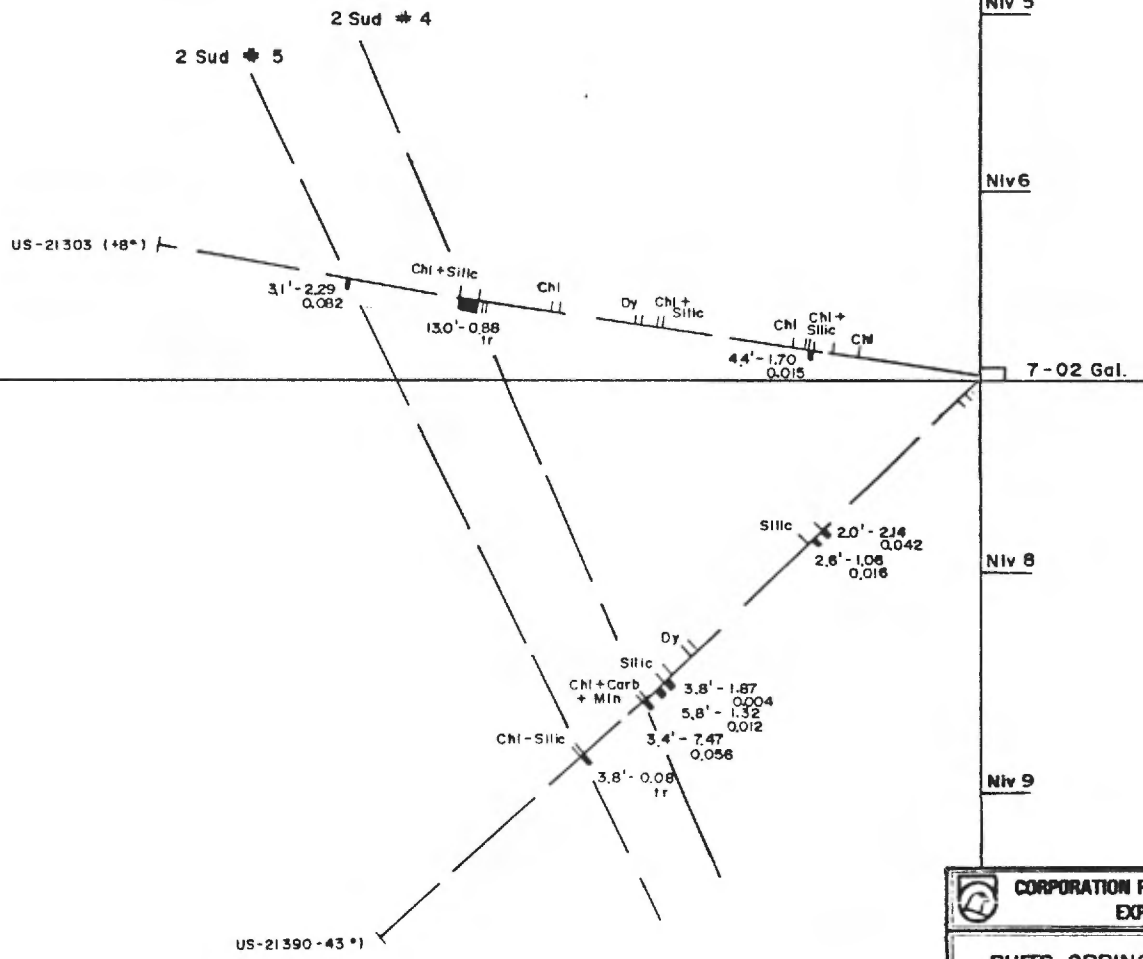 Niv 5
2 Sud # 4
2 Sud # 5
Niv 6
US-21303 (+8°)
Chl + Silic
3.1' - 2.29
0.082
Chl
Dy
Chl +
Silic
13.0' - 0.88
tr
Chl
Chl +
Silic
Chl
4.4' - 1.70
0.015
7-02 Gal.
Silic
2.0' - 2.14
0.042
2.6' - 1.06
0.016
Niv 8
Dy
Silic
Chl + Carb
+ Min
3.8' - 1.87
0.004
5.8' - 1.32
0.012
3.4' - 7.47
0.056
Chl - Silic
3.8' - 0.08
tr
Niv 9
US-21390 -43°)
CORPORATION